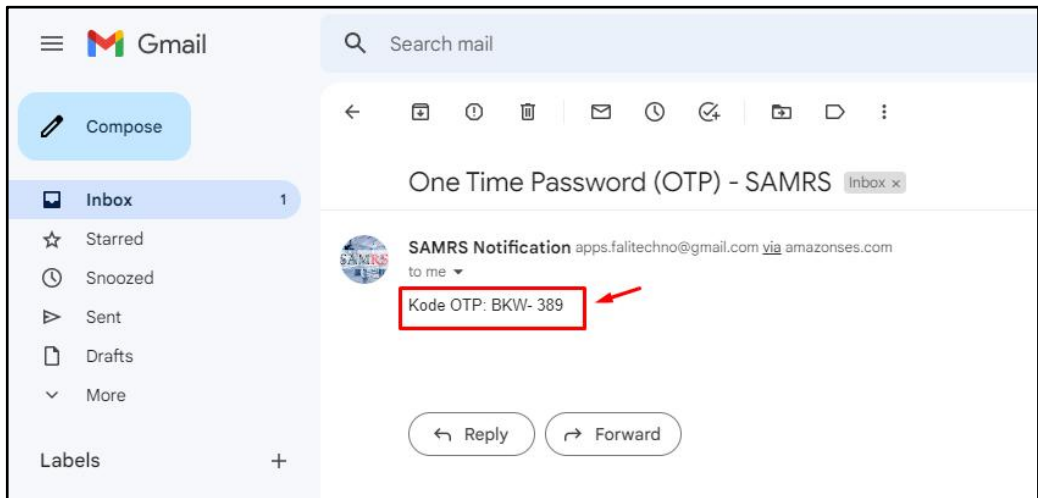 Gmail
Search mail
Compose
One Time Password (OTP) - SAMRS Inbox x
Inbox 1
Starred
SAMRS Notification apps.falitechno@gmail.com via amazonses.com
SAMRS
to me
Snoozed
Kode OTP: BKW- 389
Sent
Drafts
More
Reply Forward
Labels +